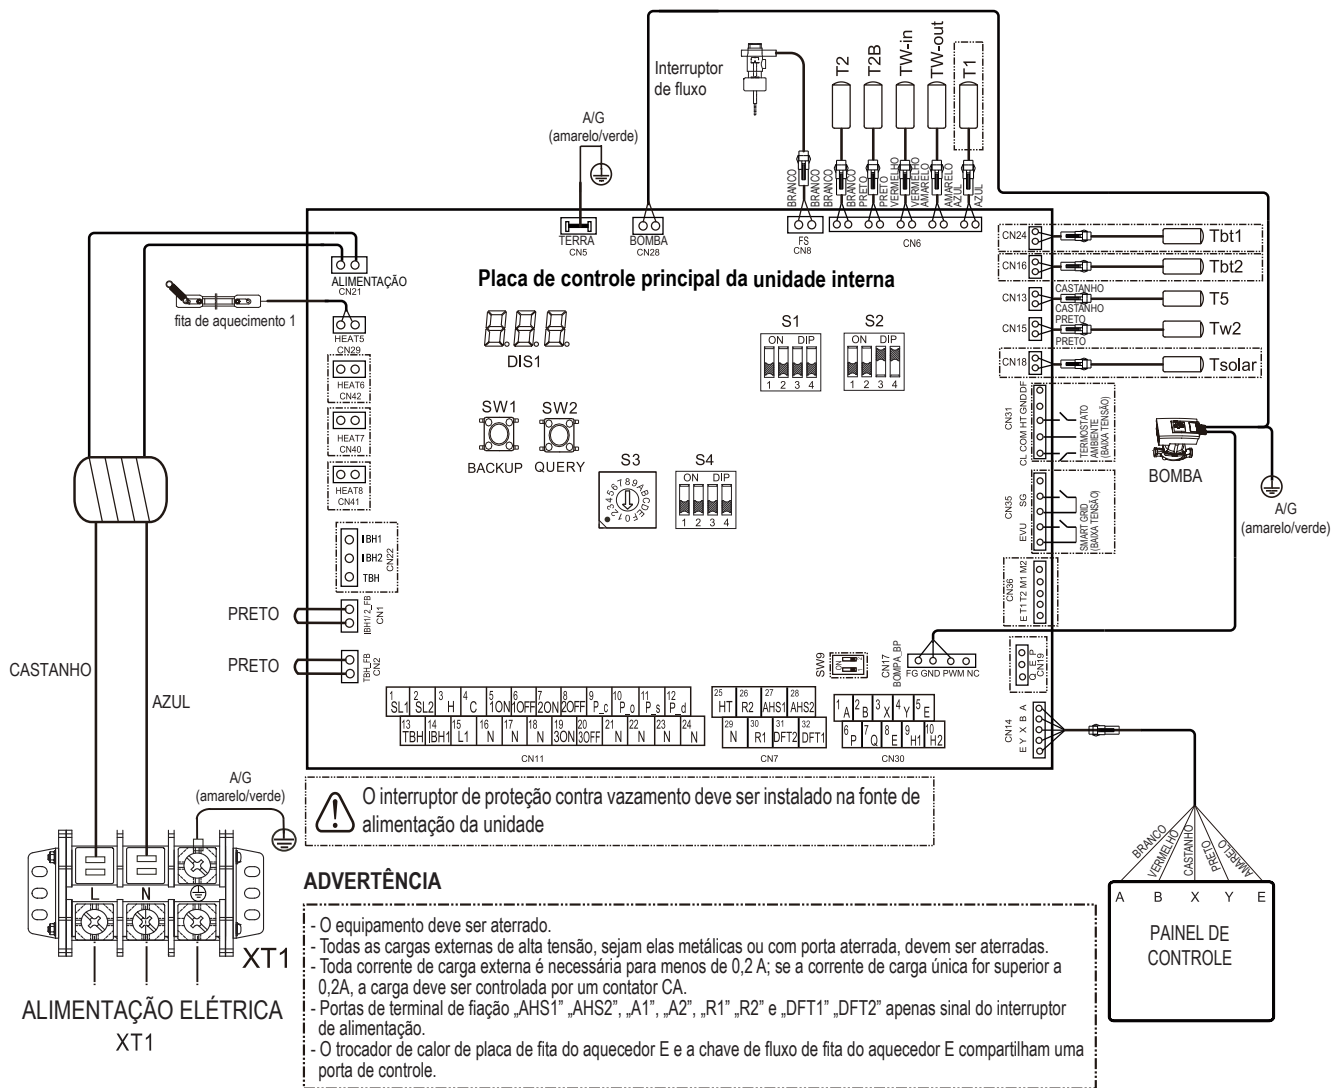 Interruptor
de fluxo
T2
T2B
TW-in
TW-out
T1
A/G
(amarelo/verde)
BRANCO
BRANCO
BRANCO
BRANCO
PRETO
PRETO
VERMELHO
VERMELHO
AMARELO
AMARELO
AZUL
AZUL
TERRA
CN5
BOMBA
CN28
FS
CN8
CN6
ALIMENTAÇÃO
CN21
Placa de controle principal da unidade interna
fita de aquecimento 1
HEAT5
CN29
HEAT6
CN42
HEAT7
CN40
HEAT8
CN41
DIS1
S1
ON DIP
1 2 3 4
S2
ON DIP
1 2 3 4
SW1
BACKUP
SW2
QUERY
S3
0123456789ABCDEF
S4
ON DIP
1 2 3 4
CN24
Tbt1
CN16
Tbt2
CN13
CASTANHO
CASTANHO
T5
CN15
PRETO
PRETO
Tw2
CN18
Tsolar
CN31
CL COM HT GNDDF
TERMOSTATO
AMBIENTE
(BAIXA TENSÃO)
CN35
EVU SG
SMART GRID
(BAIXA TENSÃO)
CN36
E T1 T2 M1 M2
BOMBA
A/G
(amarelo/verde)
IBH1
IBH2
TBH
CN22
PRETO
IBH1/ 2_FB
CN1
PRETO
TBH_FB
CN2
CASTANHO
AZUL
SW9
ON
CN17
BOMPA_BP
FG GND PWM NC
Q E P
CN19
CN14
E Y X B A
1 SL1 2 SL2 3 H 4 C 5 1ON 6 1OFF 7 2ON 8 2OFF 9 P_c 10 P_o 11 P_s 12 P_d
13 TBH 14 IBH1 15 L1 16 N 17 N 18 N 19 3ON 20 3OFF 21 N 22 N 23 N 24 N
CN11
25 HT 26 R2 27 AHS1 28 AHS2
29 N 30 R1 31 DFT2 32 DFT1
CN7
1 A 2 B 3 X 4 Y 5 E
6 P 7 Q 8 E 9 H1 10 H2
CN30
A/G
(amarelo/verde)
O interruptor de proteção contra vazamento deve ser instalado na fonte de
alimentação da unidade
L N
XT1
ALIMENTAÇÃO ELÉTRICA
XT1
ADVERTÊNCIA
- O equipamento deve ser aterrado.
- Todas as cargas externas de alta tensão, sejam elas metálicas ou com porta aterrada, devem ser aterradas.
- Toda corrente de carga externa é necessária para menos de 0,2 A; se a corrente de carga única for superior a
0,2A, a carga deve ser controlada por um contator CA.
- Portas de terminal de fiação „AHS1” „AHS2”, „A1”, „A2”, „R1” „R2” e „DFT1” „DFT2” apenas sinal do interruptor
de alimentação.
- O trocador de calor de placa de fita do aquecedor E e a chave de fluxo de fita do aquecedor E compartilham uma
porta de controle.
BRANCO
VERMELHO
CASTANHO
PRETO
AMARELO
A B X Y E
PAINEL DE
CONTROLE